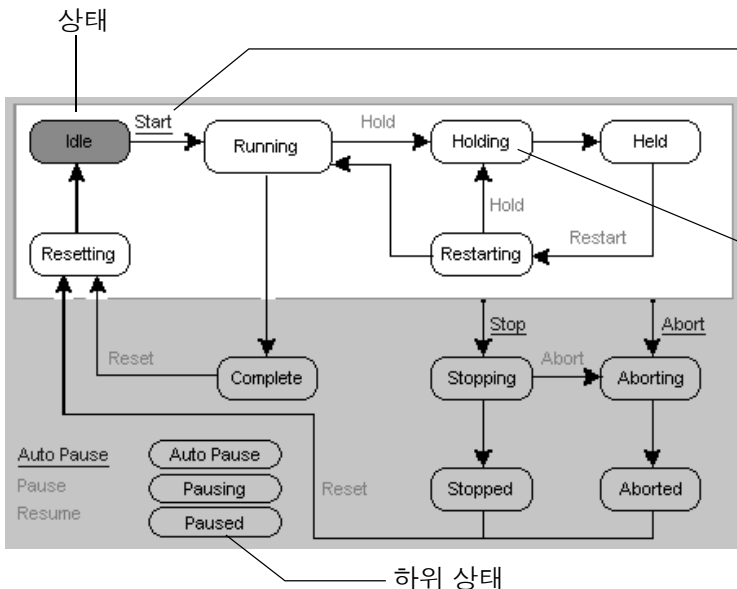 상태
Start
Hold
Idle
Running
Holding
Held
Hold
Restart
Resetting
Restarting
Stop
Abort
Reset
Abort
Complete
Stopping
Aborting
Auto Pause
Auto Pause
Pause
Pausing
Reset
Stopped
Aborted
Resume
Paused
하위 상태